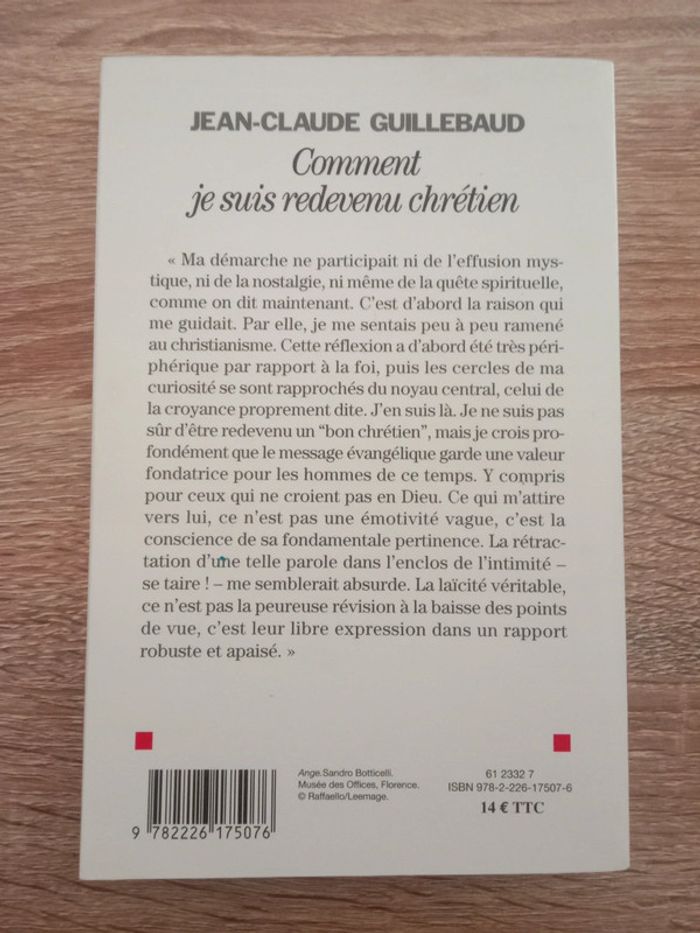 JEAN-CLAUDE GUILLEBAUD
Comment
je suis redevenu chrétien
« Ma démarche ne participait ni de l’effusion mys-
tique, ni de la nostalgie, ni même de la quête spirituelle,
comme on dit maintenant. C’est d’abord la raison qui
me guidait. Par elle, je me sentais peu à peu ramené
au christianisme. Cette réflexion a d’abord été très péri-
phérique par rapport à la foi, puis les cercles de ma
curiosité se sont rapprochés du noyau central, celui de
la croyance proprement dite. J’en suis là. Je ne suis pas
sûr d’être redevenu un “bon chrétien”, mais je crois pro-
fondément que le message évangélique garde une valeur
fondatrice pour les hommes de ce temps. Y compris
pour ceux qui ne croient pas en Dieu. Ce qui m’attire
vers lui, ce n’est pas une émotivité vague, c’est la
conscience de sa fondamentale pertinence. La rétrac-
tation d’une telle parole dans l’enclos de l’intimité –
se taire ! – me semblerait absurde. La laïcité véritable,
ce n’est pas la peureuse révision à la baisse des points
de vue, c’est leur libre expression dans un rapport
robuste et apaisé. »
9 782226 175076
Ange. Sandro Botticelli.
Musée des Offices, Florence.
© Raffaello/Leemage.
61 2332 7
ISBN 978-2-226-17507-6
14 € TTC